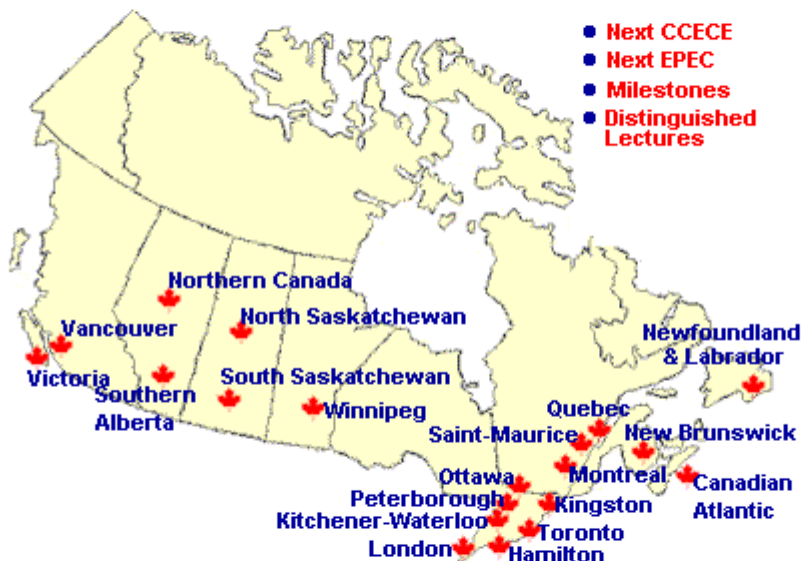 Next CCECE
Next EPEC
Milestones
Distinguished
Lectures
Northern Canada
North Saskatchewan
Vancouver
Victoria
Southern
Alberta
South Saskatchewan
Winnipeg
Newfoundland
& Labrador
Quebec
Saint-Maurice
New Brunswick
Ottawa
Montreal
Canadian
Atlantic
Peterborough
Kingston
Kitchener-Waterloo
Toronto
London
Hamilton